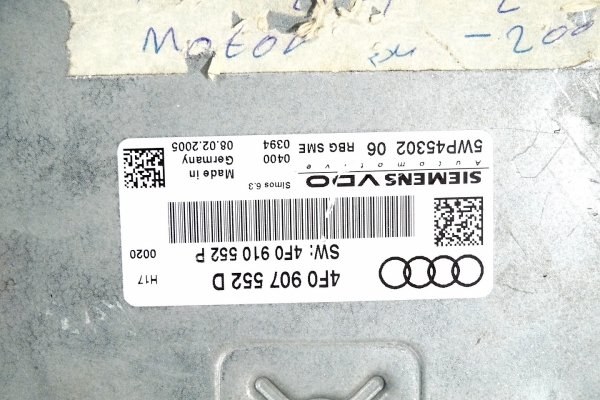 Motor
-200
4F0 907 552 D
H17
SW: 4F0 910 552 P
0020
SIEMENS VDO
Automotive
Simos 6.3
5WP45302 06 RBG SME
0400
0394
Made in
Germany
08.02.2005